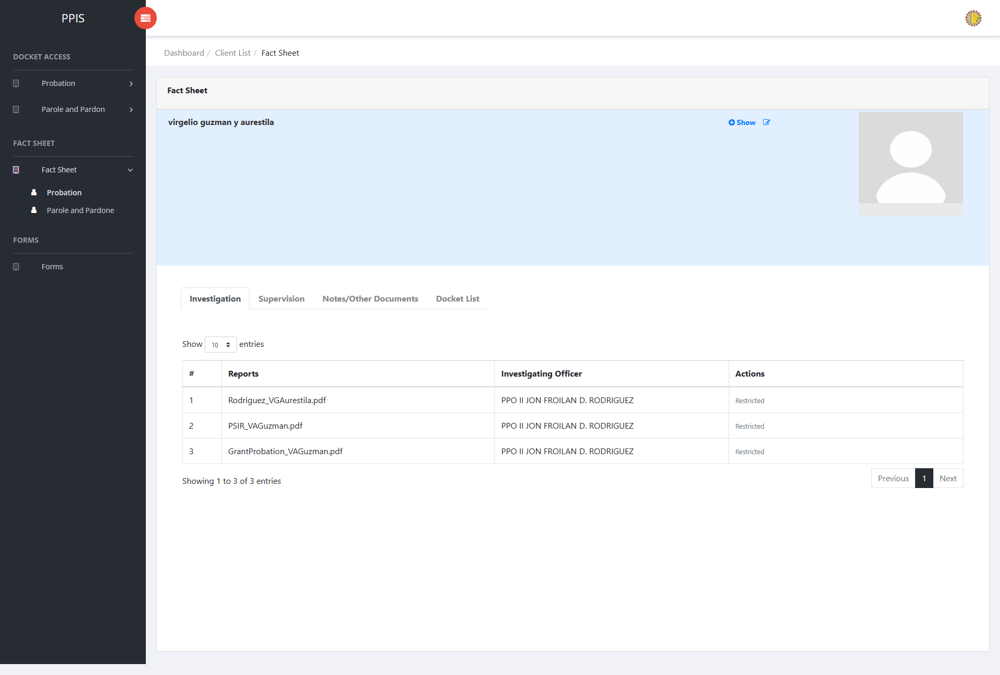 PPIS
DOCKET ACCESS
Probation
Parole and Pardon
FACT SHEET
Fact Sheet
Probation
Parole and Pardone
FORMS
Forms
Dashboard / Client List / Fact Sheet
Fact Sheet
virgelio guzman y aurestila
Show
Investigation Supervision Notes/Other Documents Docket List
Show 10 entries
# Reports Investigating Officer Actions
1 Rodriguez_VGAurestila.pdf PPO II JON FROILAN D. RODRIGUEZ Restricted
2 PSIR_VAGuzman.pdf PPO II JON FROILAN D. RODRIGUEZ Restricted
3 GrantProbation_VAGuzman.pdf PPO II JON FROILAN D. RODRIGUEZ Restricted
Showing 1 to 3 of 3 entries
Previous 1 Next